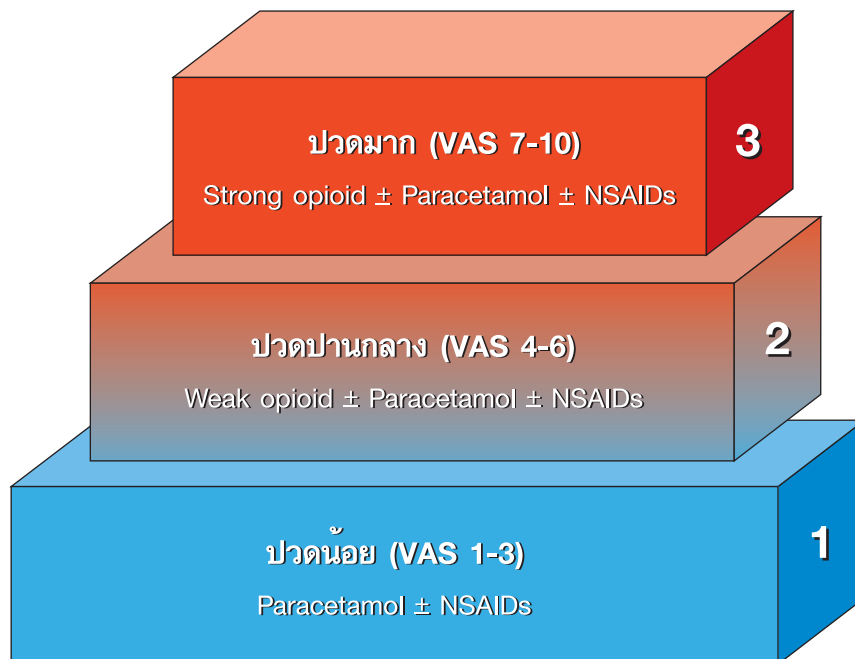 ปวดมาก (VAS 7-10)
Strong opioid ± Paracetamol ± NSAIDs
3
ปวดปานกลาง (VAS 4-6)
Weak opioid ± Paracetamol ± NSAIDs
2
ปวดน้อย (VAS 1-3)
Paracetamol ± NSAIDs
1